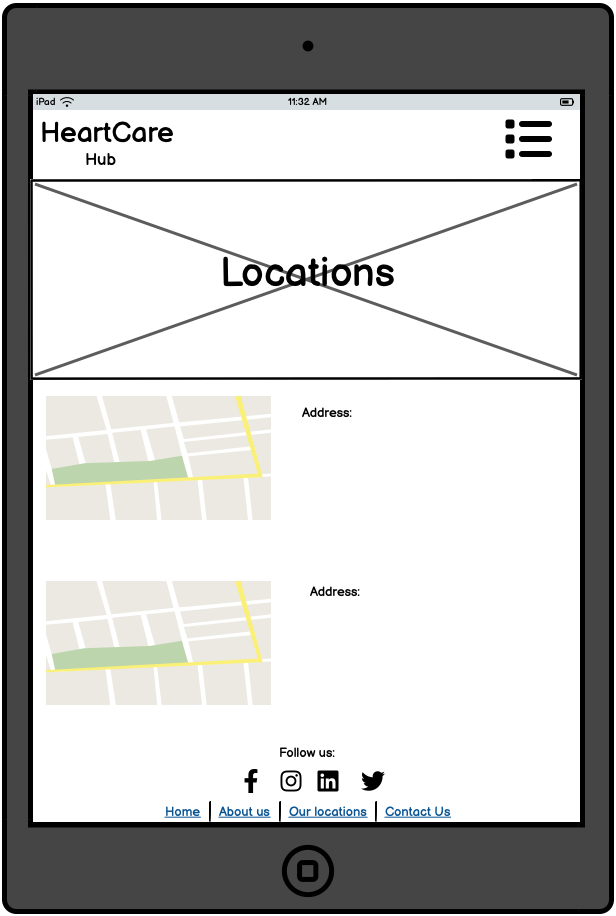 iPad 11:32 AM
HeartCare
Hub
Locations
Address:
Address:
Follow us:
Home About us Our locations Contact Us